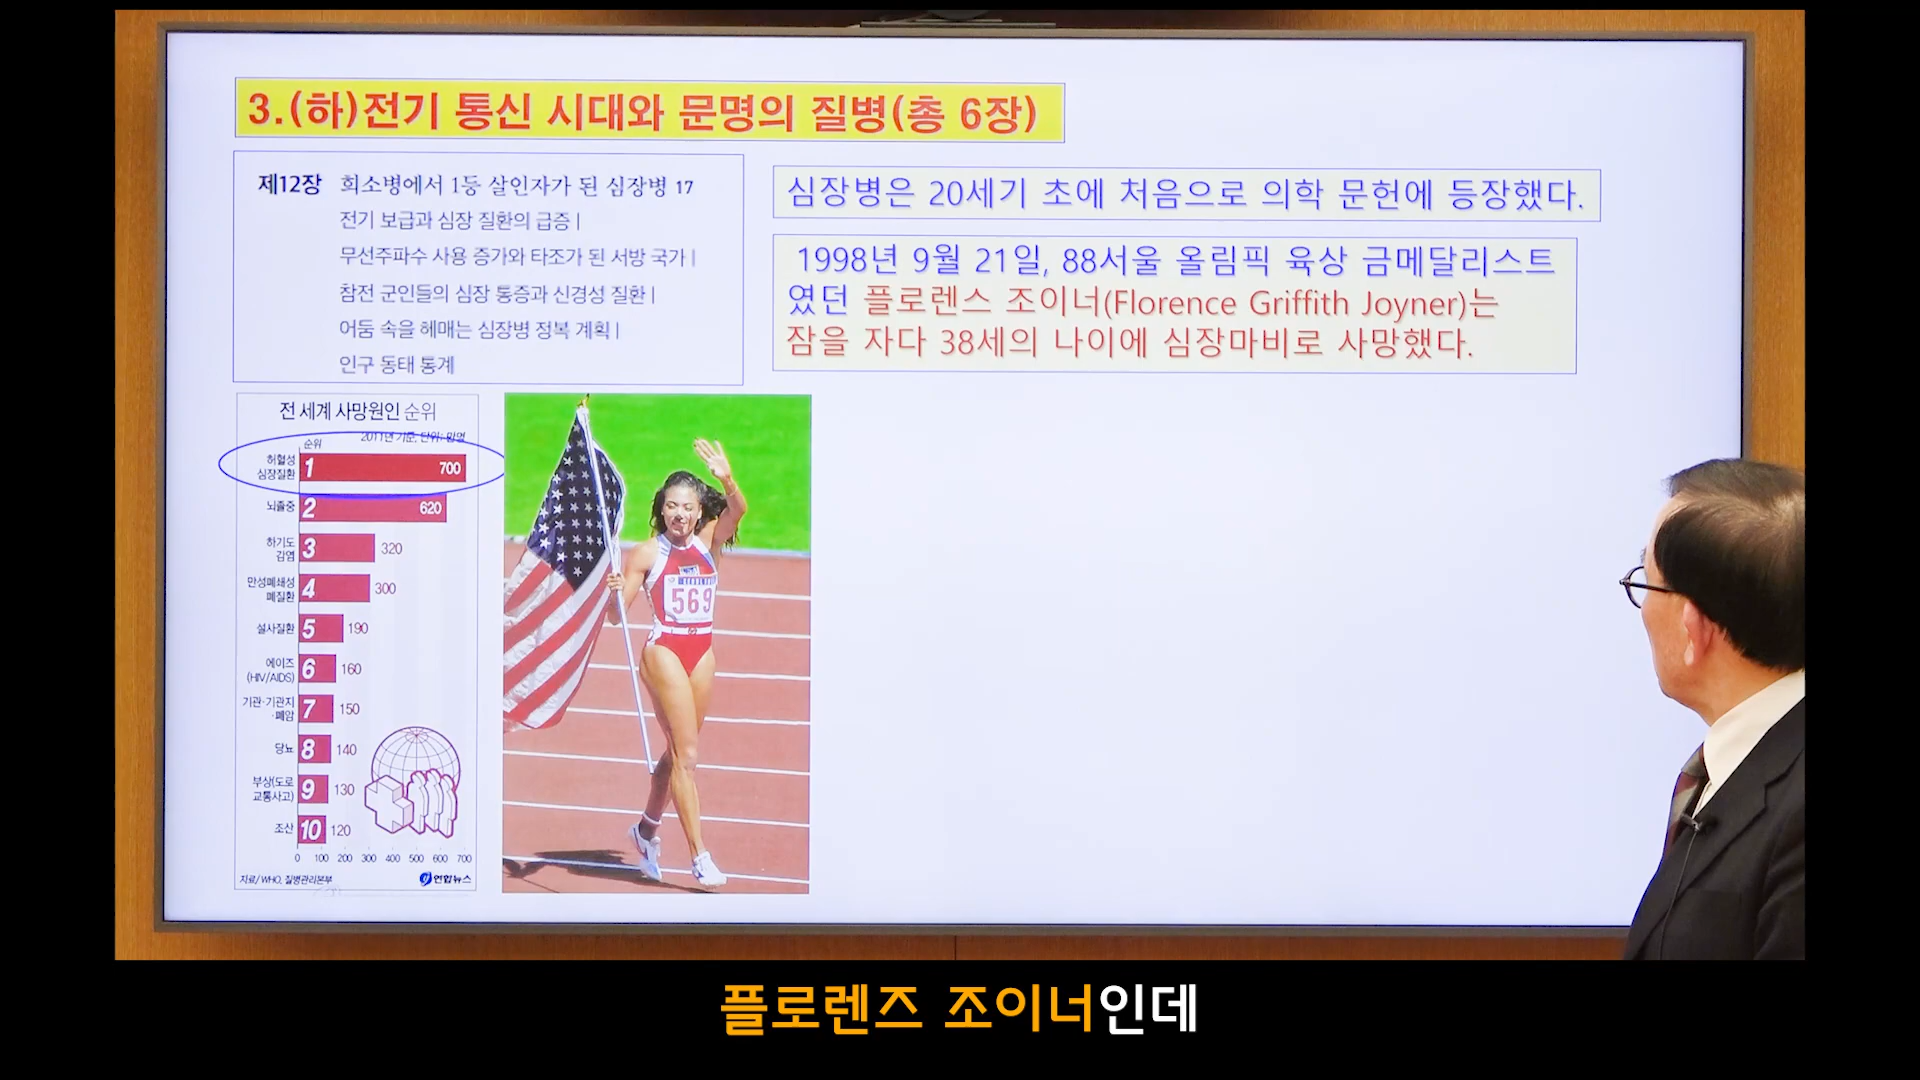 3.(하)전기 통신 시대와 문명의 질병(총 6장)
제12장 희소병에서 1등 살인자가 된 심장병 17
전기 보급과 심장 질환의 급증 |
무선주파수 사용 증가와 타조가 된 서방 국가 |
참전 군인들의 심장 통증과 신경성 질환 |
어둠 속을 헤매는 심장병 정복 계획 |
인구 동태 통계
심장병은 20세기 초에 처음으로 의학 문헌에 등장했다.
1998년 9월 21일, 88서울 올림픽 육상 금메달리스트
였던 플로렌스 조이너(Florence Griffith Joyner)는
잠을 자다 38세의 나이에 심장마비로 사망했다.
전 세계 사망원인 순위
2011년 기준, 단위: 만명
순위
허혈성
심장질환 1 700
뇌졸중 2 620
하기도
감염 3 320
만성폐쇄성
폐질환 4 300
설사질환 5 190
에이즈
(HIV/AIDS) 6 160
기관·기관지
·폐암 7 150
당뇨 8 140
부상(도로
교통사고) 9 130
조산 10 120
0 100 200 300 400 500 600 700
자료/WHO, 질병관리본부
연합뉴스
569
플로렌즈 조이너인데